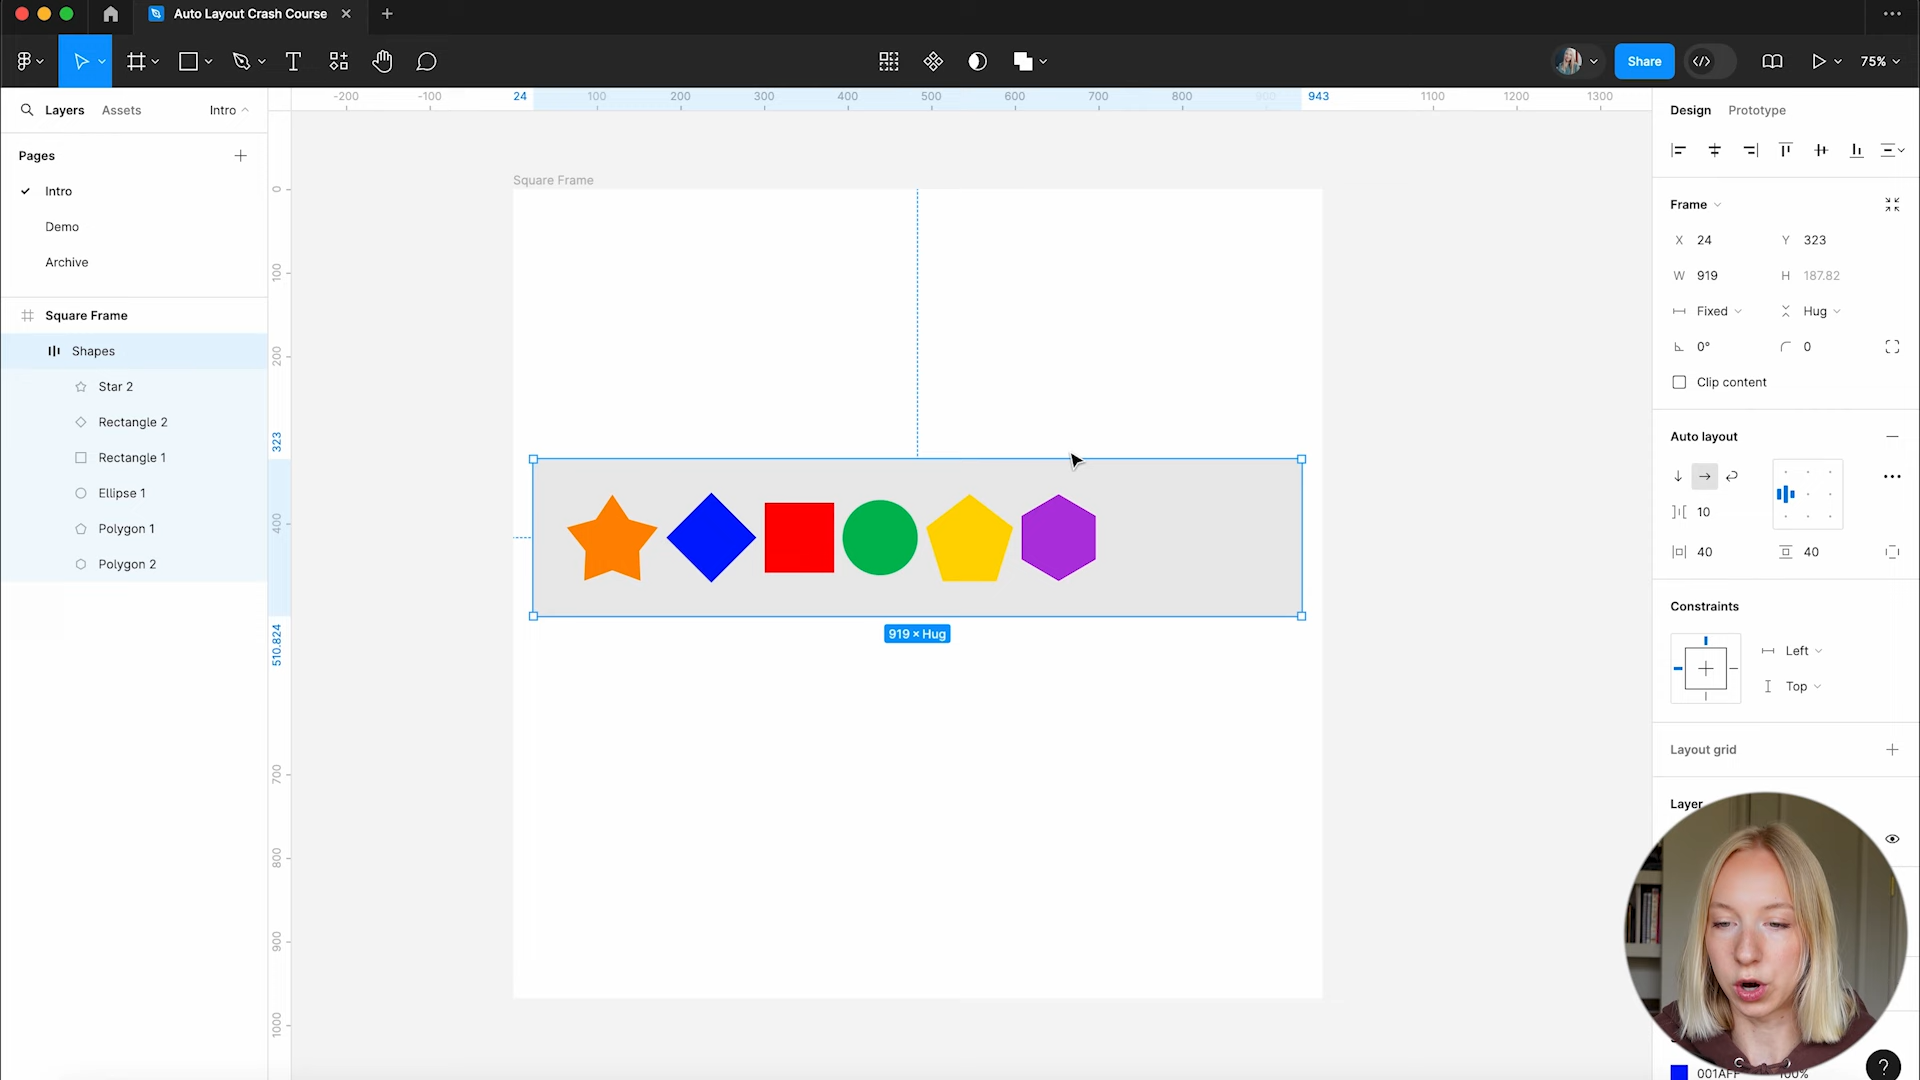 Auto Layout Crash Course
Share
75%
Layers
Assets
Intro
Pages
Intro
Demo
Archive
Square Frame
Shapes
Star 2
Rectangle 2
Rectangle 1
Ellipse 1
Polygon 1
Polygon 2
-200
-100
24
100
200
300
400
500
600
700
800
943
1100
1200
1300
0
100
200
323
400
510.824
700
800
900
1000
Square Frame
919 × Hug
Design
Prototype
Frame
X 24
Y 323
W 919
H 187.82
Fixed
Hug
0°
0
Clip content
Auto layout
10
40
40
Constraints
Left
Top
Layout grid
Layer
001AFF
100%
?